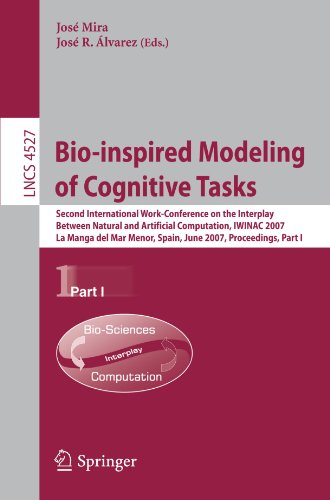 José Mira
José R. Álvarez (Eds.)
LNCS 4527
Bio-inspired Modeling
of Cognitive Tasks
Second International Work-Conference on the Interplay
Between Natural and Artificial Computation, IWINAC 2007
La Manga del Mar Menor, Spain, June 2007, Proceedings, Part I
1
Part I
Bio-Sciences
Interplay
Computation
Springer